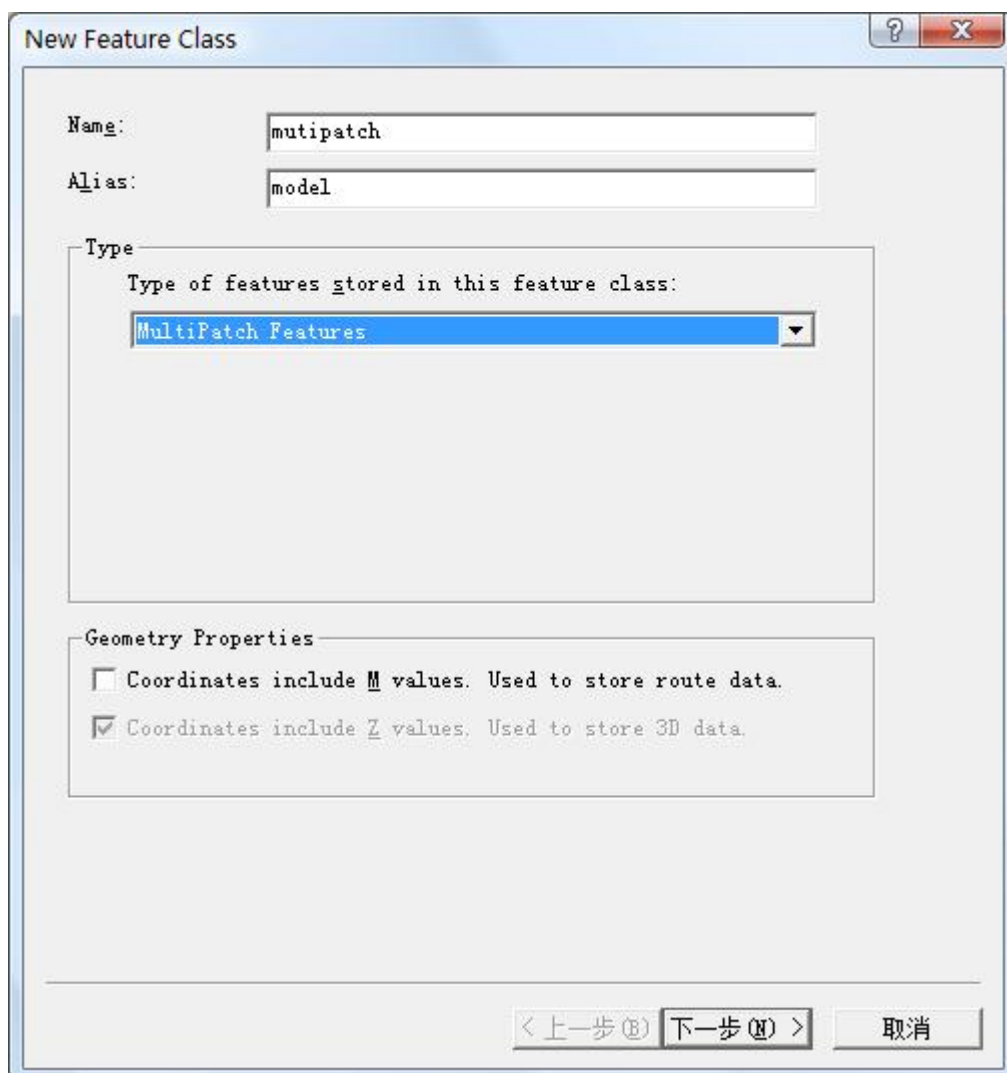 New Feature Class
Name:
mutipatch
Alias:
model
Type
Type of features stored in this feature class:
MultiPatch Features
Geometry Properties
Coordinates include M values. Used to store route data.
Coordinates include Z values. Used to store 3D data.
< 上一步(B) 下一步(N) > 取消